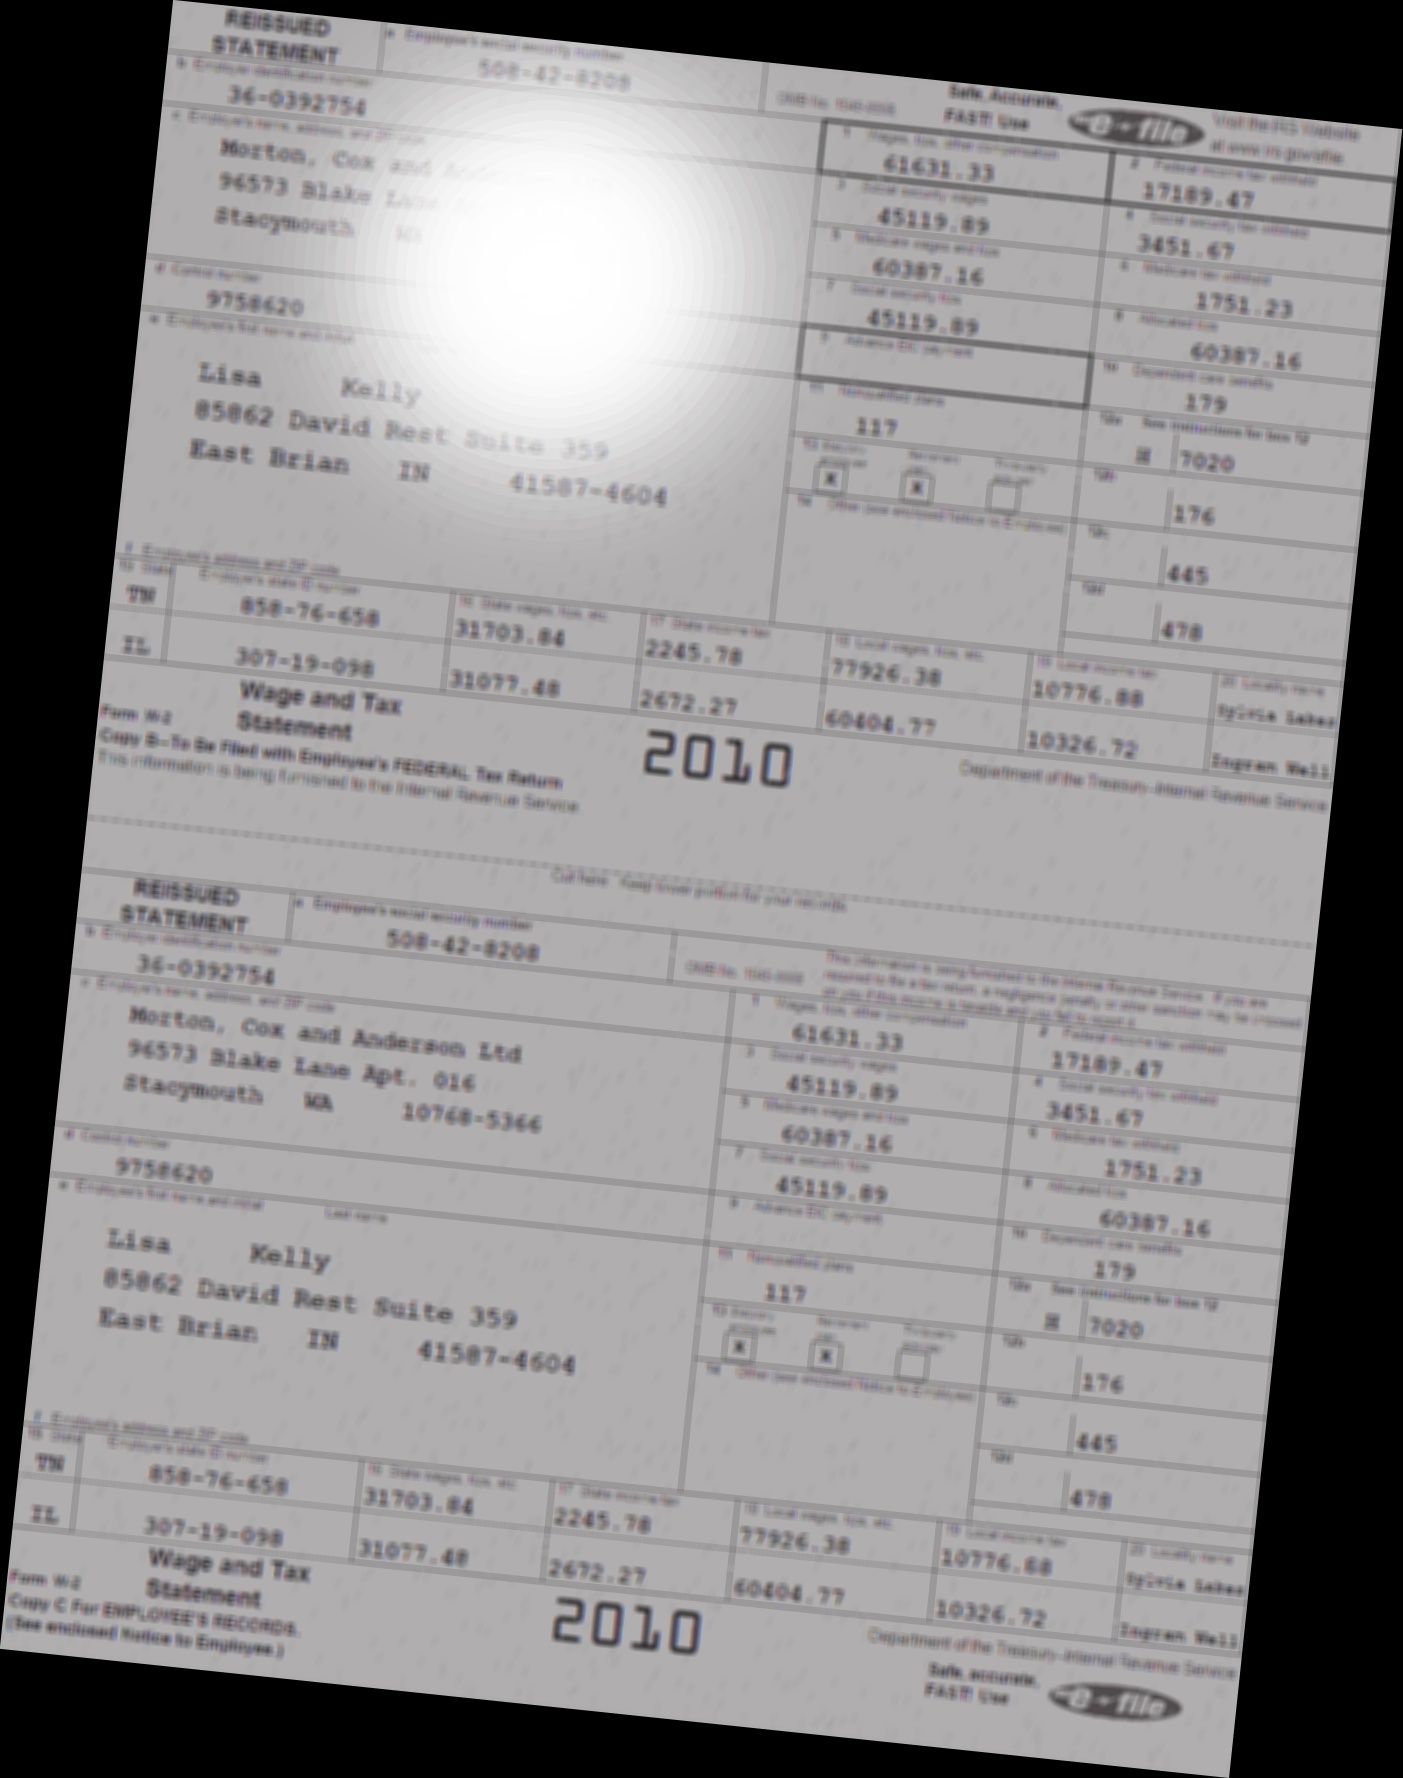 REISSUED
STATEMENT
a Employee's social security number
508-42-8208
OMB No. 1545-0008
Safe, Accurate,
FAST! Use
e-file
Visit the IRS Website
at www.irs.gov/efile.
b Employer identification number
36-0392754
c Employer's name, address, and ZIP code
Morton, Cox and
96573 Blake Lane
Stacymouth
1 Wages, tips, other compensation
61631.33
2 Federal income tax withheld
17189.47
3 Social security wages
45119.89
4 Social security tax withheld
3451.67
5 Medicare wages and tips
60387.16
6 Medicare tax withheld
1751.23
d Control number
9758620
7 Social security tips
45119.89
8 Allocated tips
60387.16
e Employee's first name and initial
Lisa Kelly
85862 David Rest Suite 359
East Brian IN 41587-4604
9 Advance EIC payment
10 Dependent care benefits
179
11 Nonqualified plans
117
12a See instructions for box 12
7020
13 Statutory employee
Retirement plan
Third-party sick pay
X X
12b
176
14 Other (see enclosed Notice to Employee)
12c
445
12d
478
f Employee's address and ZIP code
15 State Employer's state ID number
16 State wages, tips, etc.
17 State income tax
18 Local wages, tips, etc.
19 Local income tax
20 Locality name
TN 858-76-658 31703.84 2245.78 77926.38 10776.88 Sylvia Lakes
IL 307-19-098 31077.48 2672.27 60404.77 10326.72 Ingram Well
Form W-2
Wage and Tax
Statement
2010
Department of the Treasury-Internal Revenue Service
Copy B-To Be Filed with Employee's FEDERAL Tax Return
This information is being furnished to the Internal Revenue Service.
Cut here. Keep lower portion for your records
REISSUED
STATEMENT
a Employee's social security number
508-42-8208
OMB No. 1545-0008
This information is being furnished to the Internal Revenue Service. If you are
required to file a tax return, a negligence penalty or other sanction may be imposed
on you if this income is taxable and you fail to report it.
b Employer identification number
36-0392754
c Employer's name, address, and ZIP code
Morton, Cox and Anderson Ltd
96573 Blake Lane Apt. 016
Stacymouth WA 10768-5366
1 Wages, tips, other compensation
61631.33
2 Federal income tax withheld
17189.47
3 Social security wages
45119.89
4 Social security tax withheld
3451.67
5 Medicare wages and tips
60387.16
6 Medicare tax withheld
1751.23
d Control number
9758620
7 Social security tips
45119.89
8 Allocated tips
60387.16
e Employee's first name and initial Last name
Lisa Kelly
85862 David Rest Suite 359
East Brian IN 41587-4604
9 Advance EIC payment
10 Dependent care benefits
179
11 Nonqualified plans
117
12a See instructions for box 12
7020
13 Statutory employee
Retirement plan
Third-party sick pay
X X
12b
176
14 Other (see enclosed Notice to Employee)
12c
445
12d
478
f Employee's address and ZIP code
15 State Employer's state ID number
16 State wages, tips, etc.
17 State income tax
18 Local wages, tips, etc.
19 Local income tax
20 Locality name
TN 858-76-658 31703.84 2245.78 77926.38 10776.88 Sylvia Lakes
IL 307-19-098 31077.48 2672.27 60404.77 10326.72 Ingram Well
Form W-2
Wage and Tax
Statement
2010
Department of the Treasury-Internal Revenue Service
Copy C For EMPLOYEE'S RECORDS.
(See enclosed Notice to Employee.)
Safe, accurate,
FAST! Use
e-file